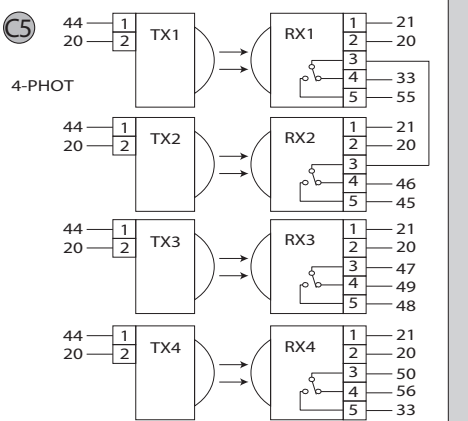 C5
4-PHOT
44 1 TX1 RX1 1 21
20 2 2 20
3
4 33
5 55
44 1 TX2 RX2 1 21
20 2 2 20
3
4 46
5 45
44 1 TX3 RX3 1 21
20 2 2 20
3 47
4 49
5 48
44 1 TX4 RX4 1 21
20 2 2 20
3 50
4 56
5 33